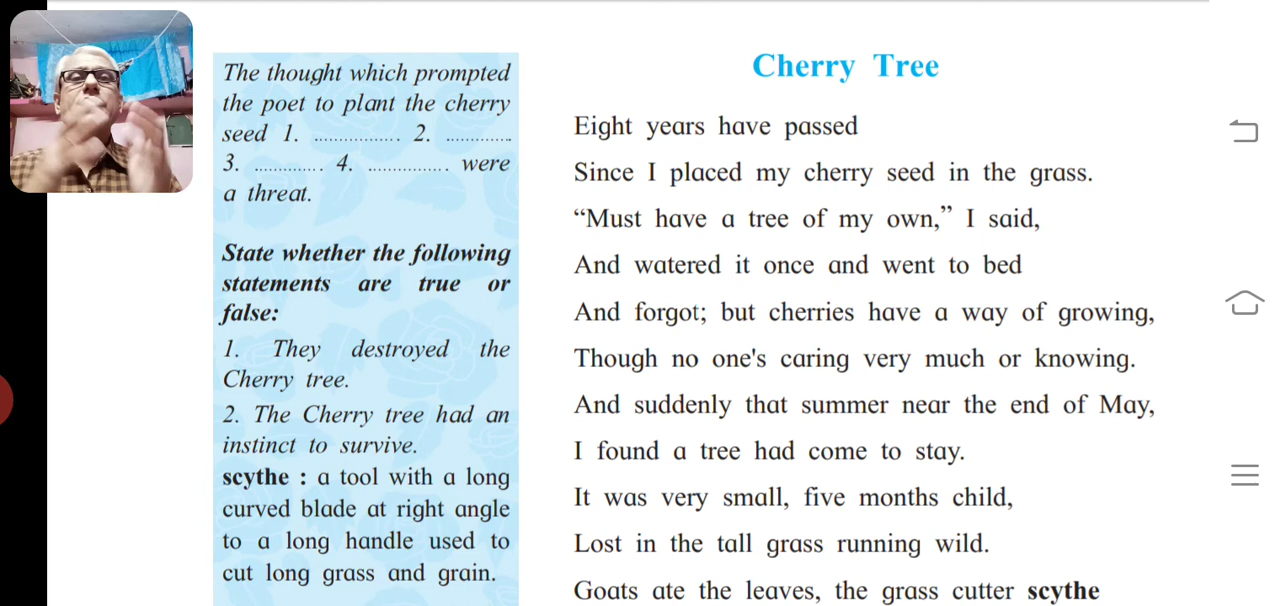 The thought which prompted
the poet to plant the cherry
seed 1. ................. 2. .............
3. ............. 4. ................ were
a threat.
State whether the following
statements are true or
false:
1. They destroyed the
Cherry tree.
2. The Cherry tree had an
instinct to survive.
scythe : a tool with a long
curved blade at right angle
to a long handle used to
cut long grass and grain.
Cherry Tree
Eight years have passed
Since I placed my cherry seed in the grass.
“Must have a tree of my own,” I said,
And watered it once and went to bed
And forgot; but cherries have a way of growing,
Though no one's caring very much or knowing.
And suddenly that summer near the end of May,
I found a tree had come to stay.
It was very small, five months child,
Lost in the tall grass running wild.
Goats ate the leaves, the grass cutter scythe